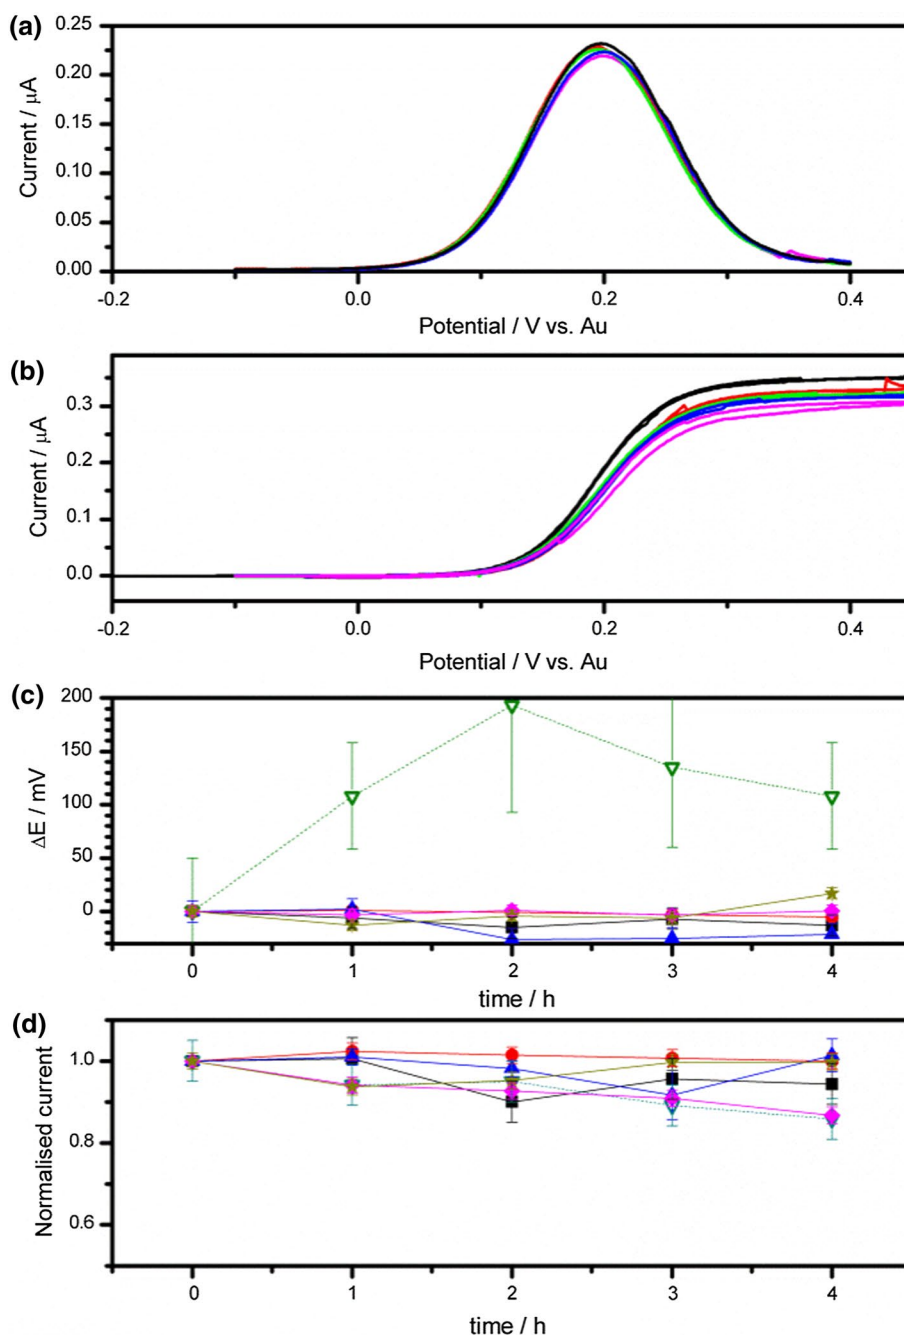 (a)
0.25
0.20
0.15
0.10
0.05
0.00
Current / μA
-0.2 0.0 0.2 0.4
Potential / V vs. Au
(b)
0.3
0.2
0.1
0.0
Current / μA
-0.2 0.0 0.2 0.4
Potential / V vs. Au
(c)
200
150
100
50
0
ΔE / mV
0 1 2 3 4
time / h
(d)
1.0
0.8
0.6
Normalised current
0 1 2 3 4
time / h